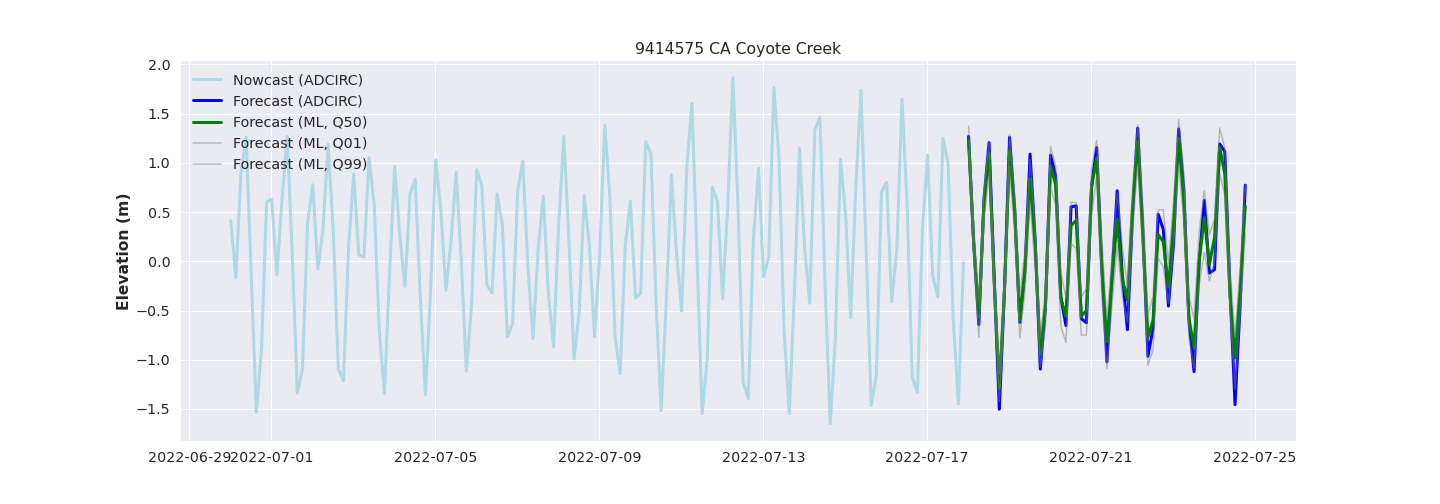 9414575 CA Coyote Creek
Nowcast (ADCIRC)
Forecast (ADCIRC)
Forecast (ML, Q50)
Forecast (ML, Q01)
Forecast (ML, Q99)
Elevation (m)
2.0
1.5
1.0
0.5
0.0
−0.5
−1.0
−1.5
2022-06-29 2022-07-01 2022-07-05 2022-07-09 2022-07-13 2022-07-17 2022-07-21 2022-07-25